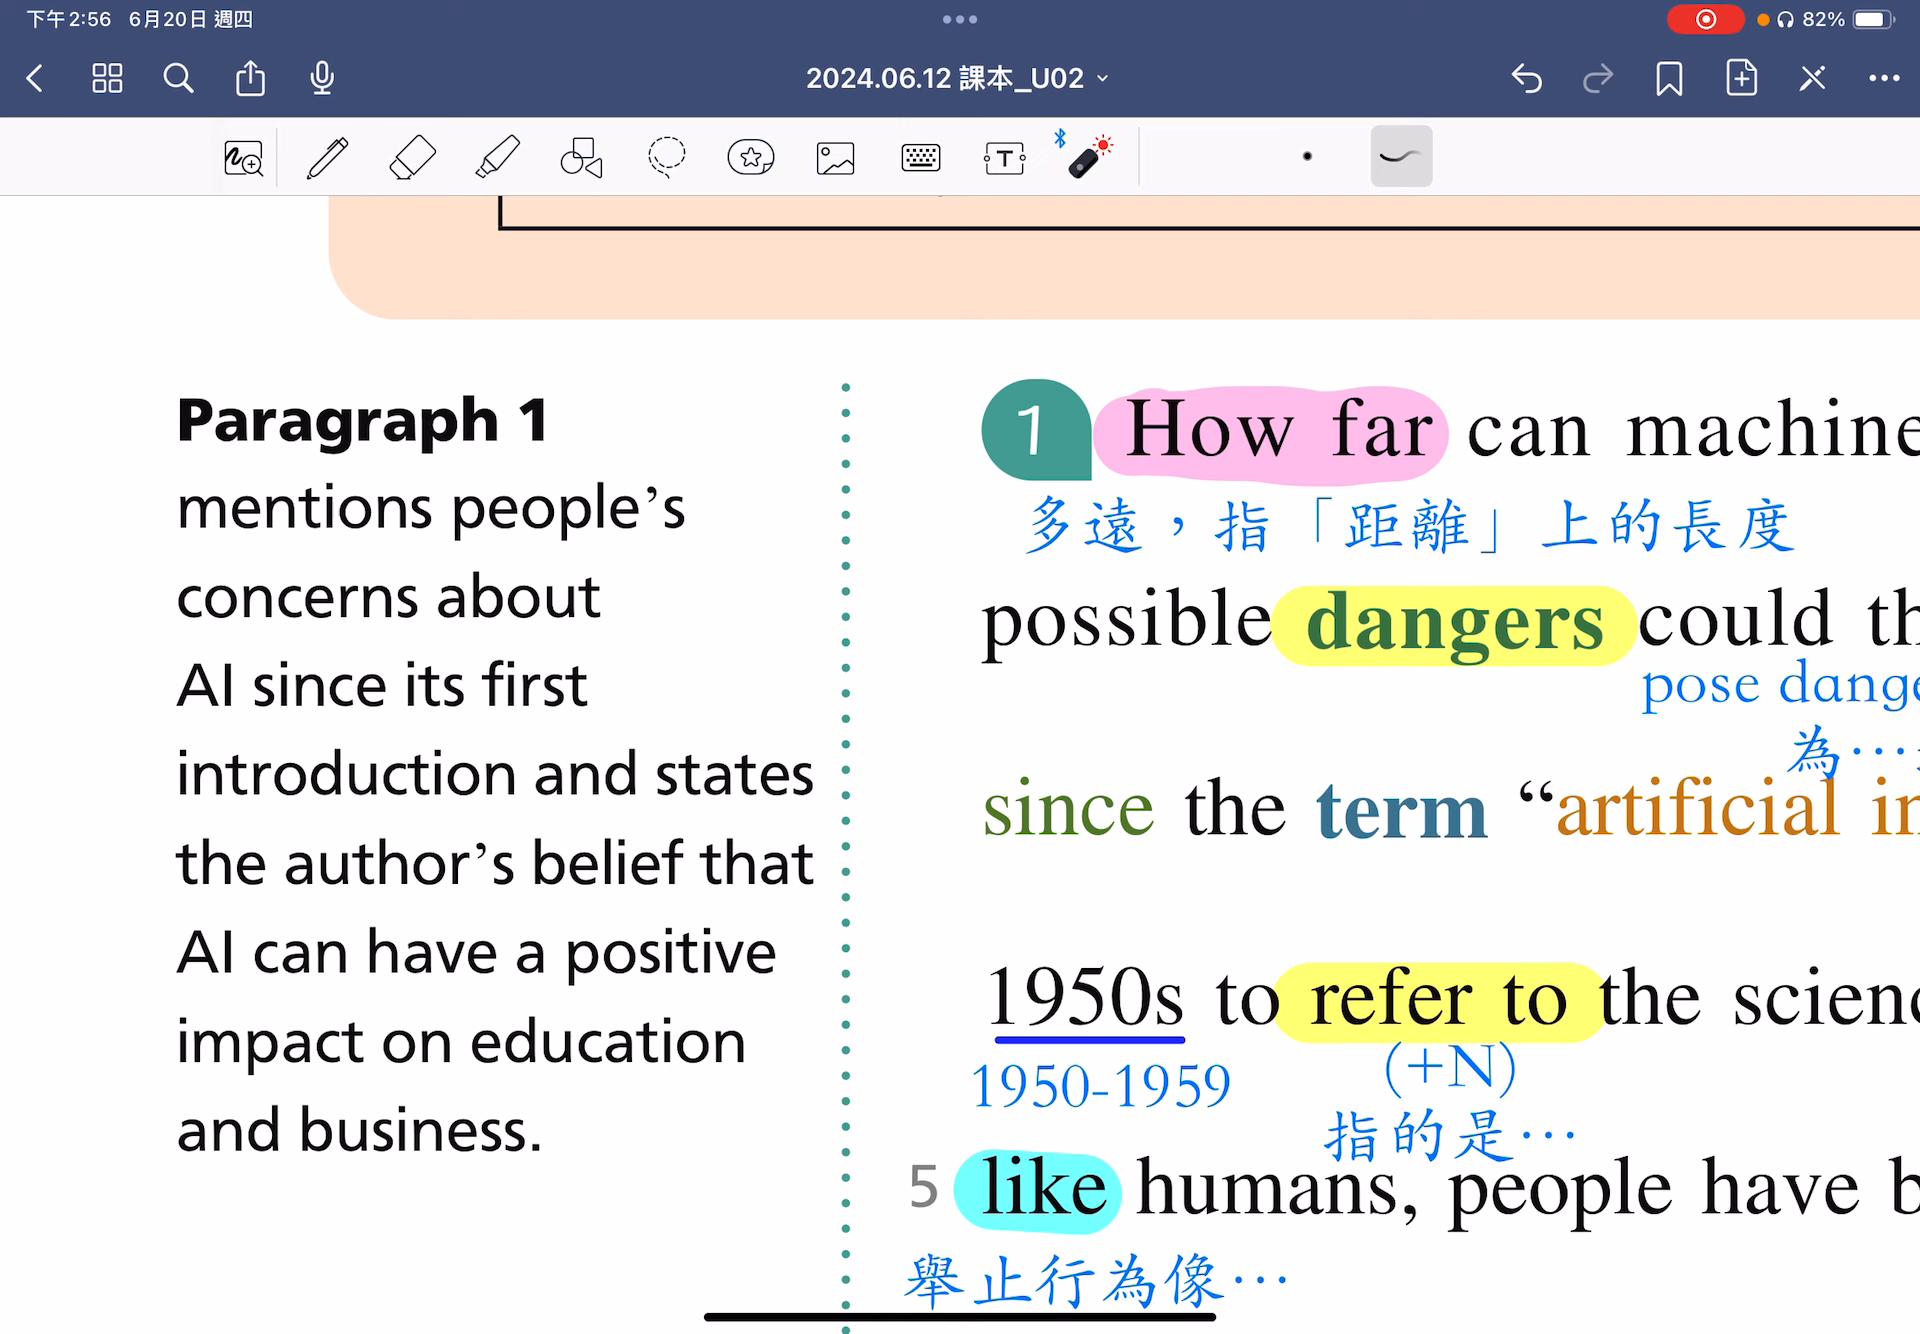 下午2:56 6月20日 週四
82%
2024.06.12 課本_U02
Paragraph 1
mentions people's
concerns about
AI since its first
introduction and states
the author's belief that
AI can have a positive
impact on education
and business.
1 How far can machine
多遠，指「距離」上的長度
possible dangers could th
pose dange
為…
since the term “artificial in
1950s to refer to the scienc
1950-1959 (+N)
指的是…
5 like humans, people have b
舉止行為像…